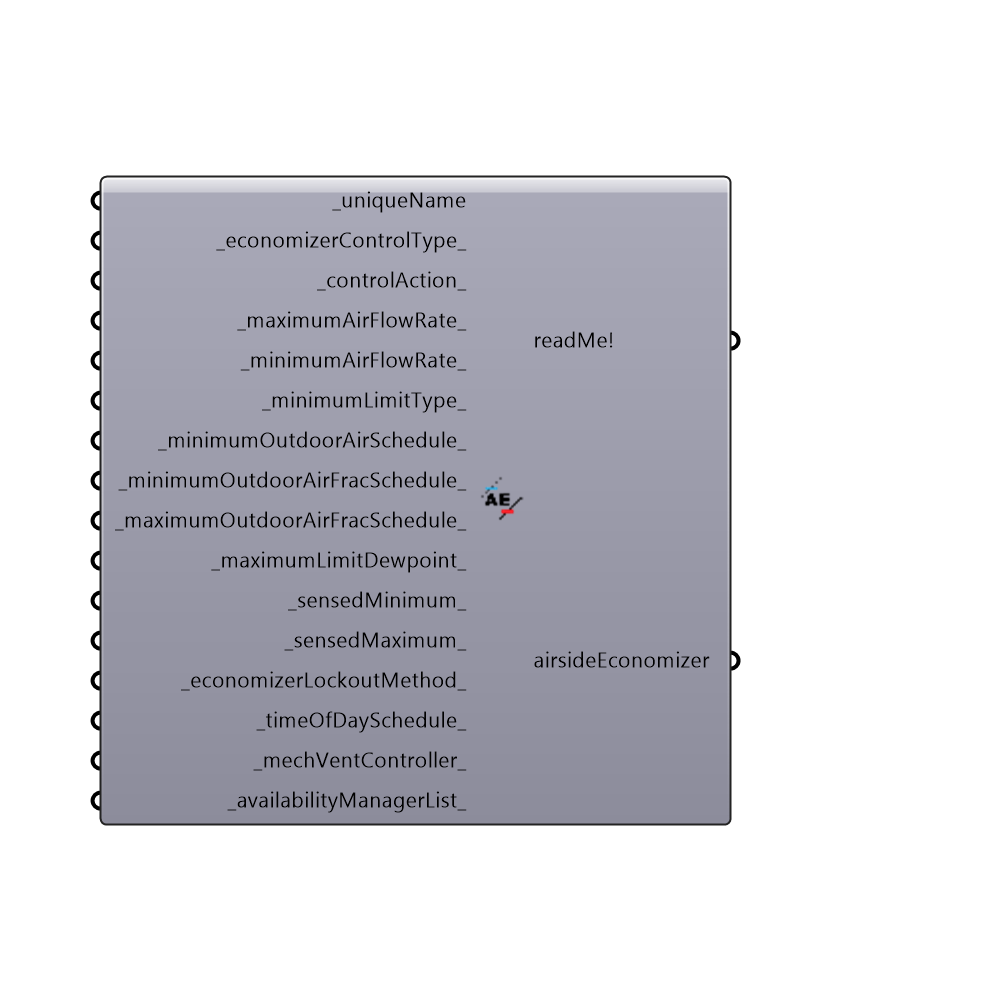 _uniqueName
_economizerControlType_
_controlAction_
_maximumAirFlowRate_
_minimumAirFlowRate_
_minimumLimitType_
_minimumOutdoorAirSchedule_
_minimumOutdoorAirFracSchedule_
_maximumOutdoorAirFracSchedule_
_maximumLimitDewpoint_
_sensedMinimum_
_sensedMaximum_
_economizerLockoutMethod_
_timeOfDaySchedule_
_mechVentController_
_availabilityManagerList_
AE
readMe!
airsideEconomizer